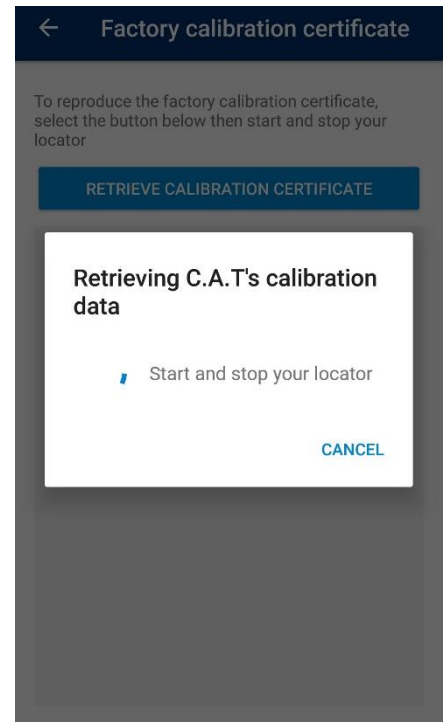 Factory calibration certificate
To reproduce the factory calibration certificate,
select the button below then start and stop your
locator
RETRIEVE CALIBRATION CERTIFICATE
Retrieving C.A.T's calibration
data
Start and stop your locator
CANCEL